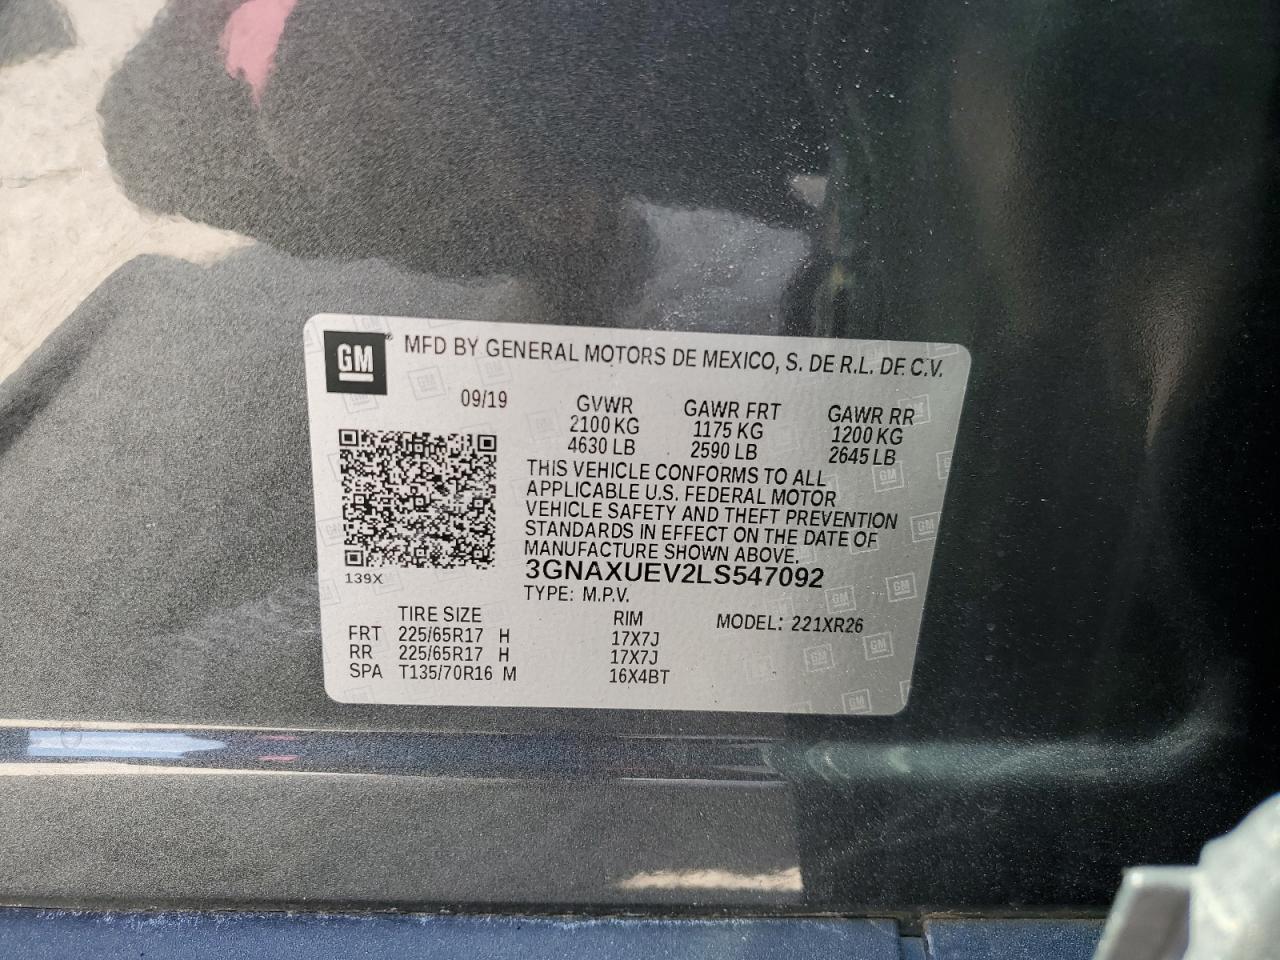 GM ® MFD BY GENERAL MOTORS DE MEXICO, S. DE R.L. DE C.V.
09/19 GVWR GAWR FRT GAWR RR
2100 KG 1175 KG 1200 KG
4630 LB 2590 LB 2645 LB
THIS VEHICLE CONFORMS TO ALL
APPLICABLE U.S. FEDERAL MOTOR
VEHICLE SAFETY AND THEFT PREVENTION
STANDARDS IN EFFECT ON THE DATE OF
MANUFACTURE SHOWN ABOVE.
3GNAXUEV2LS547092
139X
TYPE: M.P.V.
TIRE SIZE RIM MODEL: 221XR26
FRT 225/65R17 H 17X7J
RR 225/65R17 H 17X7J
SPA T135/70R16 M 16X4BT